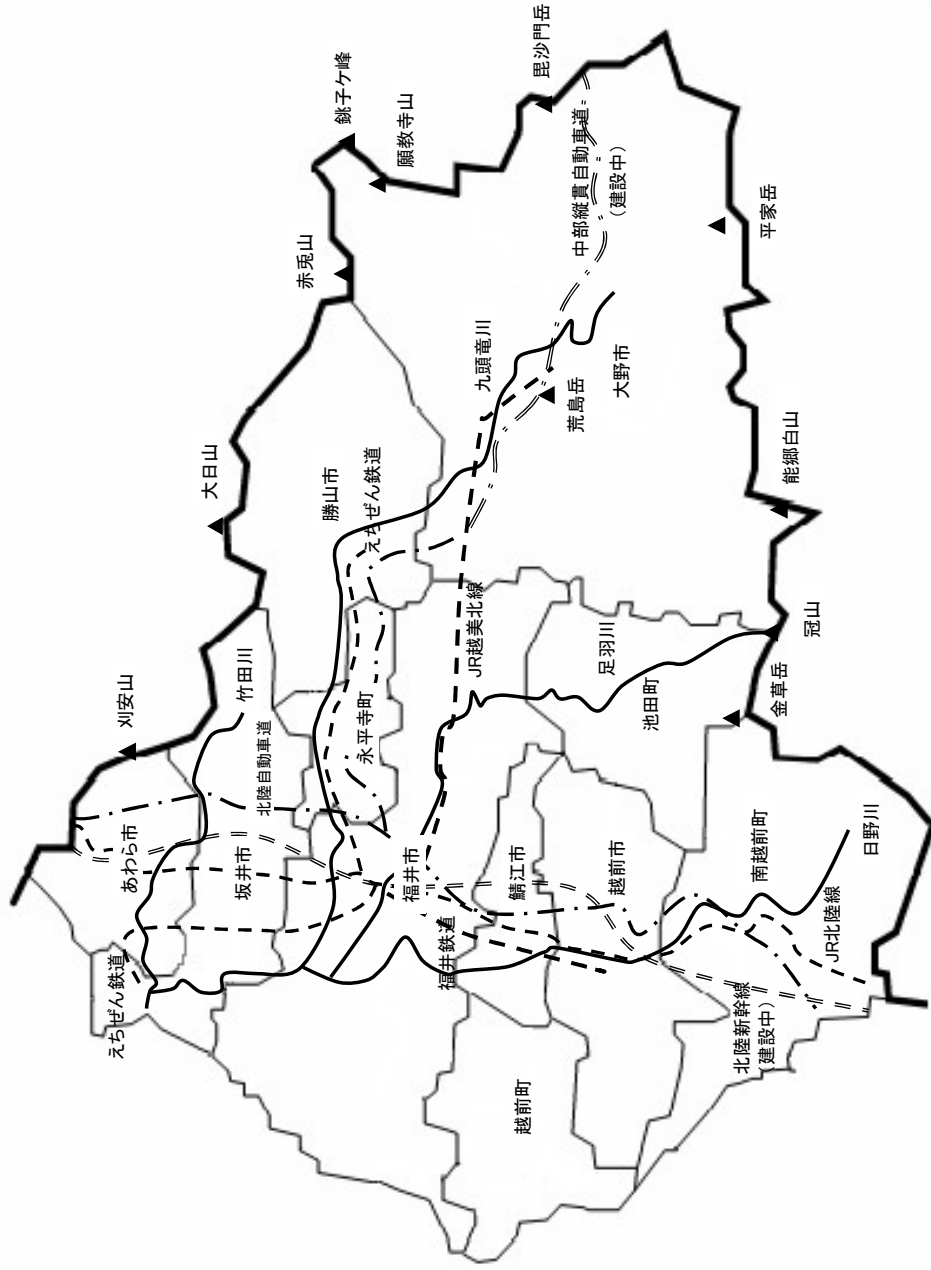 刈安山
大日山
赤兎山
銚子ケ峰
願教寺山
毘沙門岳
中部縦貫自動車道
（建設中）
平家岳
九頭竜川
荒島岳
大野市
能郷白山
勝山市
えちぜん鉄道
JR越美北線
足羽川
池田町
冠山
金草岳
竹田川
北陸自動車道
永平寺町
あわら市
坂井市
福井市
鯖江市
越前市
南越前町
日野川
えちぜん鉄道
福井鉄道
JR北陸線
北陸新幹線
（建設中）
越前町